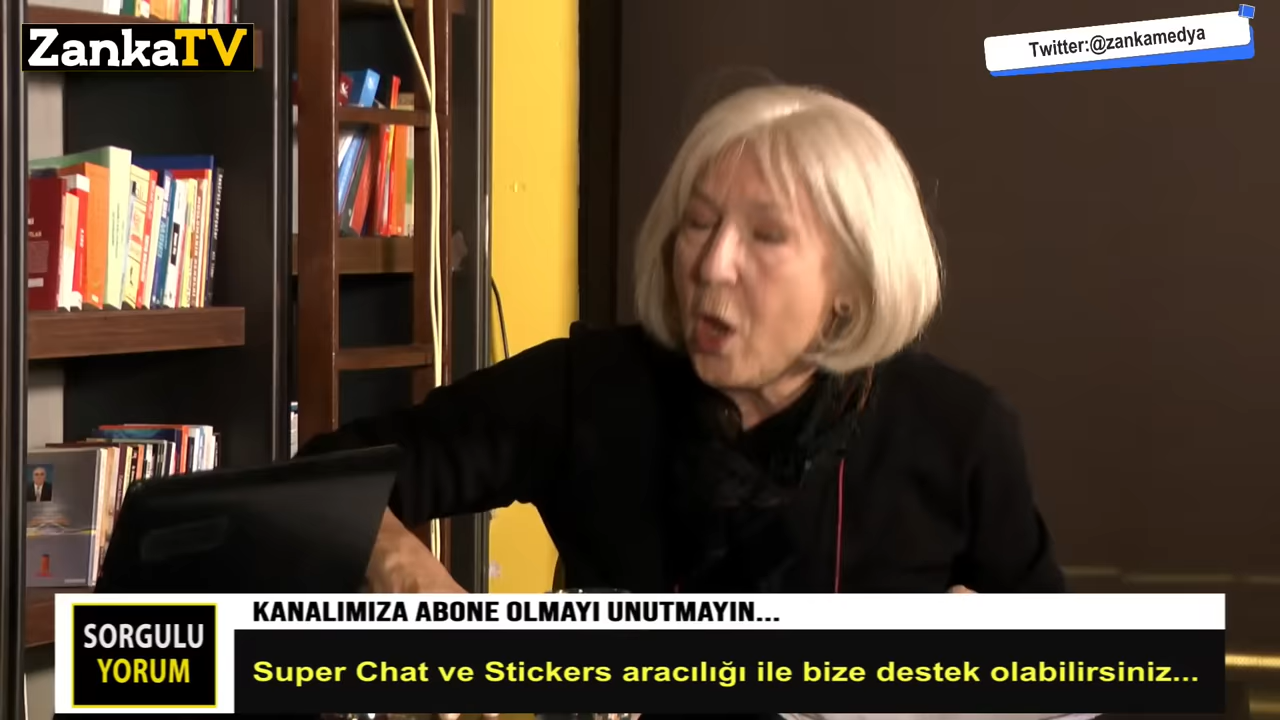 ZankaTV
Twitter:@zankamedya
KANALIMIZA ABONE OLMAYI UNUTMAYIN...
SORGULU
YORUM
Super Chat ve Stickers aracılığı ile bize destek olabilirsiniz...